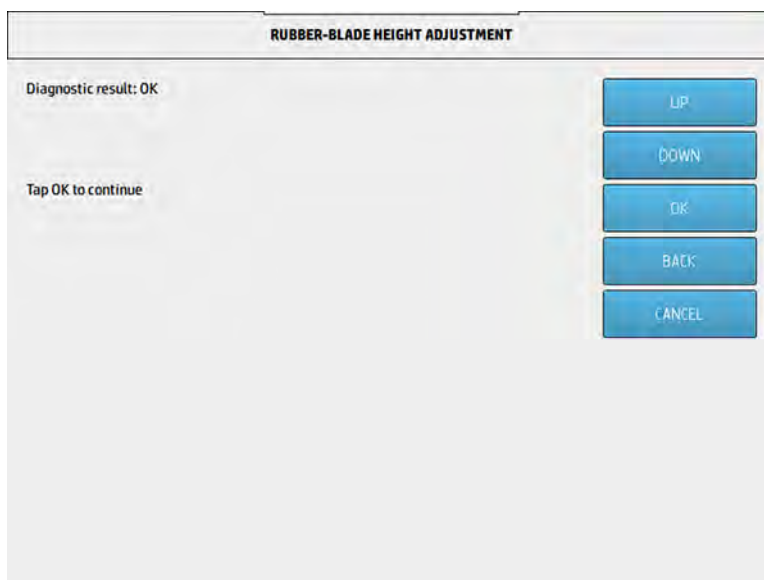 RUBBER-BLADE HEIGHT ADJUSTMENT
Diagnostic result: OK
UP
DOWN
Tap OK to continue
OK
BACK
CANCEL